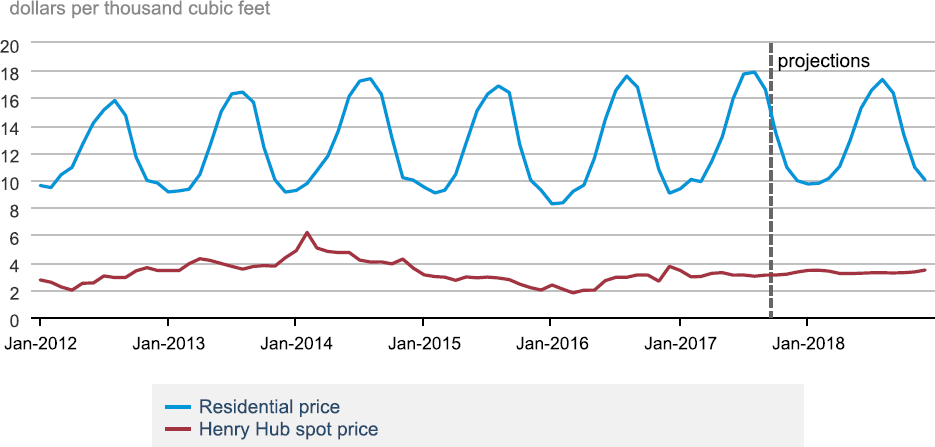 dollars per thousand cubic feet
20
projections
18
16
14
12
10
8
6
4
2
0
Jan-2012 Jan-2013 Jan-2014 Jan-2015 Jan-2016 Jan-2017 Jan-2018
Residential price
Henry Hub spot price